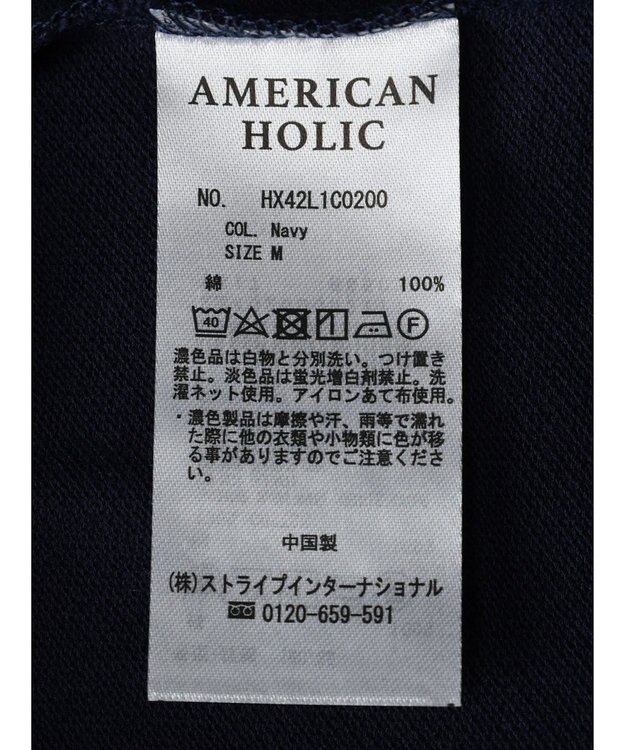 AMERICAN
HOLIC
NO. HX42L1C0200
COL. Navy
SIZE M
綿 100%
40 F
濃色品は白物と分別洗い。つけ置き
禁止。淡色品は蛍光増白剤禁止。洗
濯ネット使用。アイロンあて布使用。
・濃色製品は摩擦や汗、雨等で濡れ
た際に他の衣類や小物類に色が移
る事がありますのでご注意くださ
い。
中国製
(株)ストライプインターナショナル
0120-659-591